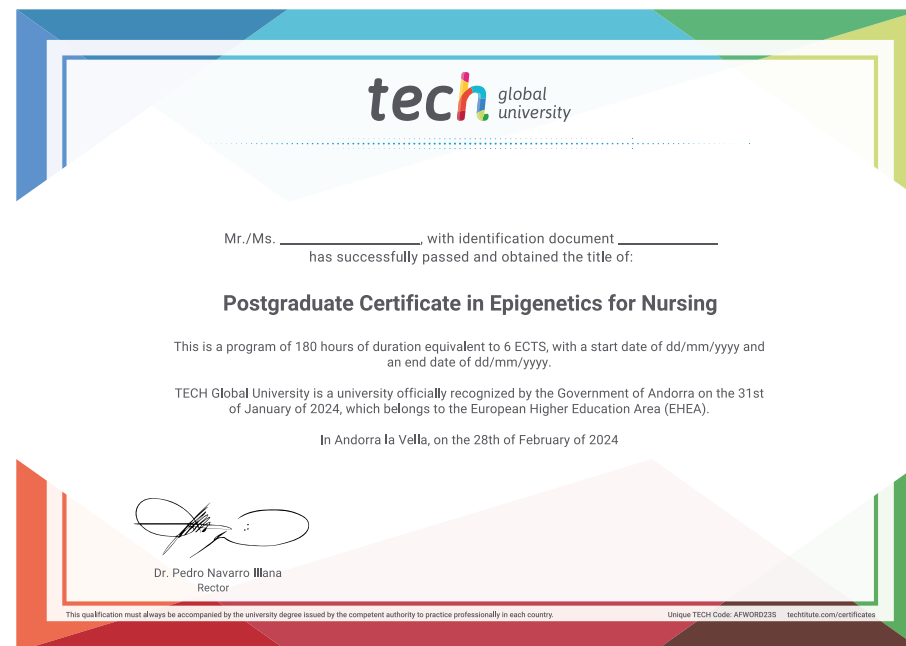 tech global university
Mr./Ms. ____________________, with identification document ______________
has successfully passed and obtained the title of:
Postgraduate Certificate in Epigenetics for Nursing
This is a program of 180 hours of duration equivalent to 6 ECTS, with a start date of dd/mm/yyyy and
an end date of dd/mm/yyyy.
TECH Global University is a university officially recognized by the Government of Andorra on the 31st
of January of 2024, which belongs to the European Higher Education Area (EHEA).
In Andorra la Vella, on the 28th of February of 2024
Dr. Pedro Navarro Illana
Rector
This qualification must always be accompanied by the university degree issued by the competent authority to practice professionally in each country.
Unique TECH Code: AFWORD23S techtitute.com/certificates